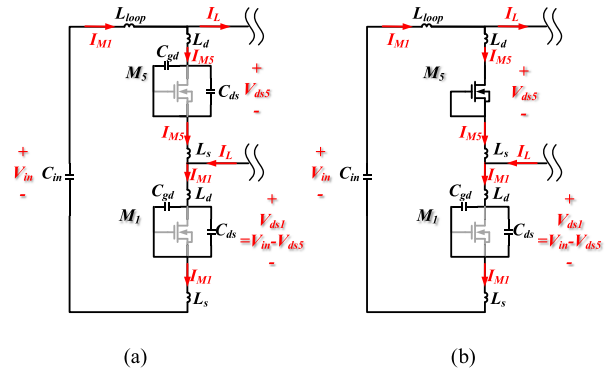 L_loop I_L
I_M1 L_d
C_gd I_M5
M_5 + V_ds5 -
C_ds
I_M5
L_s I_L
+ V_in - C_in
I_M1
C_gd L_d
M_1 + V_ds1
C_ds =V_in-V_ds5
-
I_M1
L_s
(a)
L_loop I_L
I_M1 L_d
I_M5
M_5 + V_ds5 -
I_M5
L_s I_L
+ V_in - C_in
I_M1
C_gd L_d
M_1 + V_ds1
C_ds =V_in-V_ds5
-
I_M1
L_s
(b)